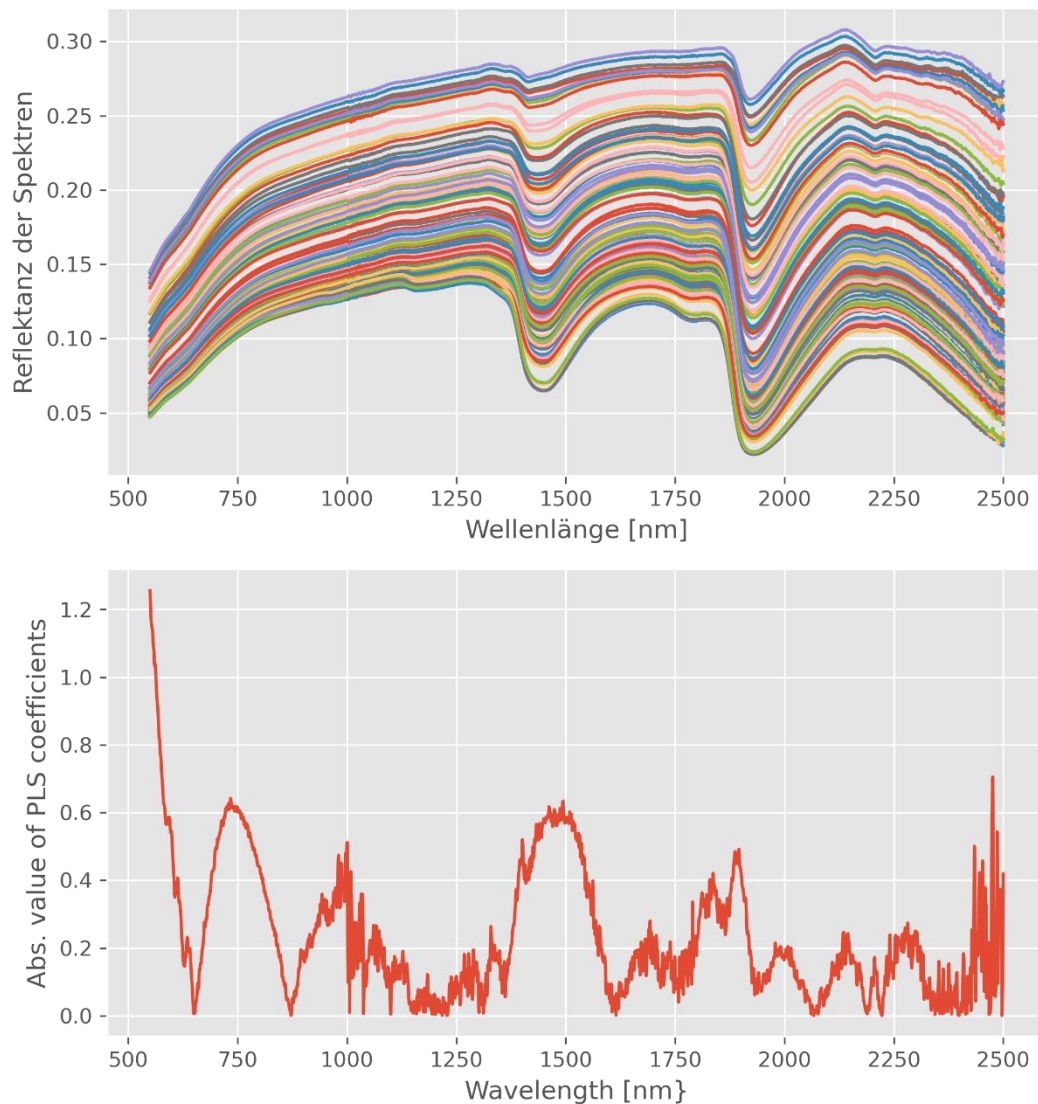 0.30
0.25
0.20
0.15
0.10
0.05
Reflektanz der Spektren
500 750 1000 1250 1500 1750 2000 2250 2500
Wellenlänge [nm]
1.2
1.0
0.8
0.6
0.4
0.2
0.0
Abs. value of PLS coefficients
500 750 1000 1250 1500 1750 2000 2250 2500
Wavelength [nm}